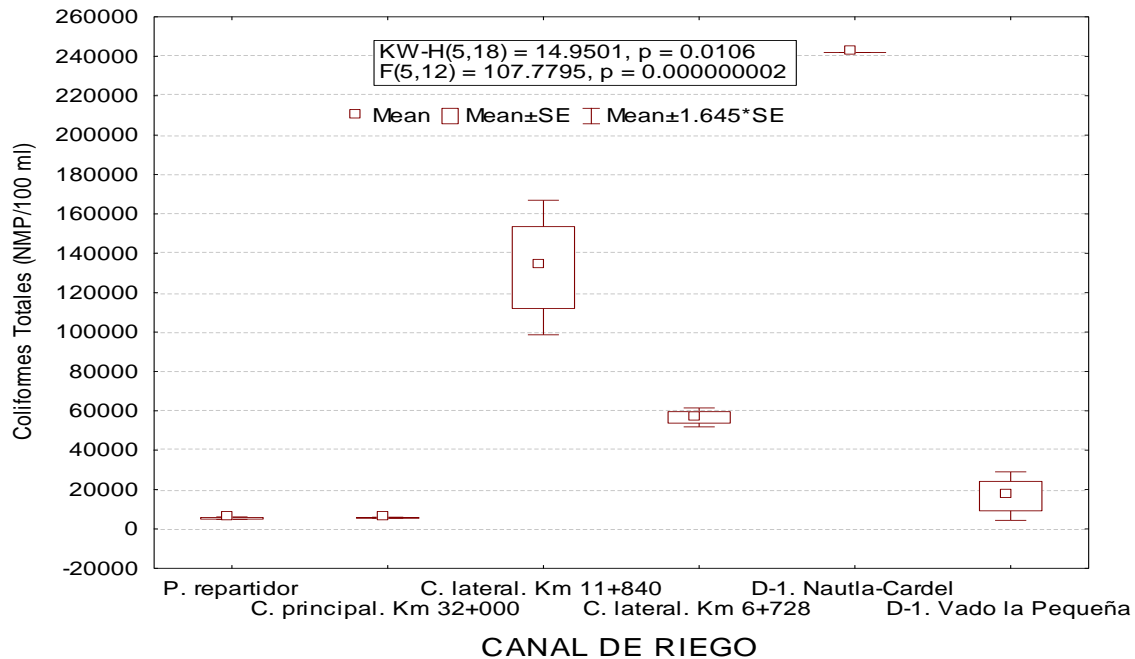 260000
240000
220000
200000
180000
160000
140000
120000
100000
80000
60000
40000
20000
0
-20000
Coliformes Totales (NMP/100 ml)
KW-H(5,18) = 14.9501, p = 0.0106
F(5,12) = 107.7795, p = 0.000000002
Mean Mean±SE Mean±1.645*SE
P. repartidor C. lateral. Km 11+840 D-1. Nautla-Cardel
C. principal. Km 32+000 C. lateral. Km 6+728 D-1. Vado la Pequeña
CANAL DE RIEGO